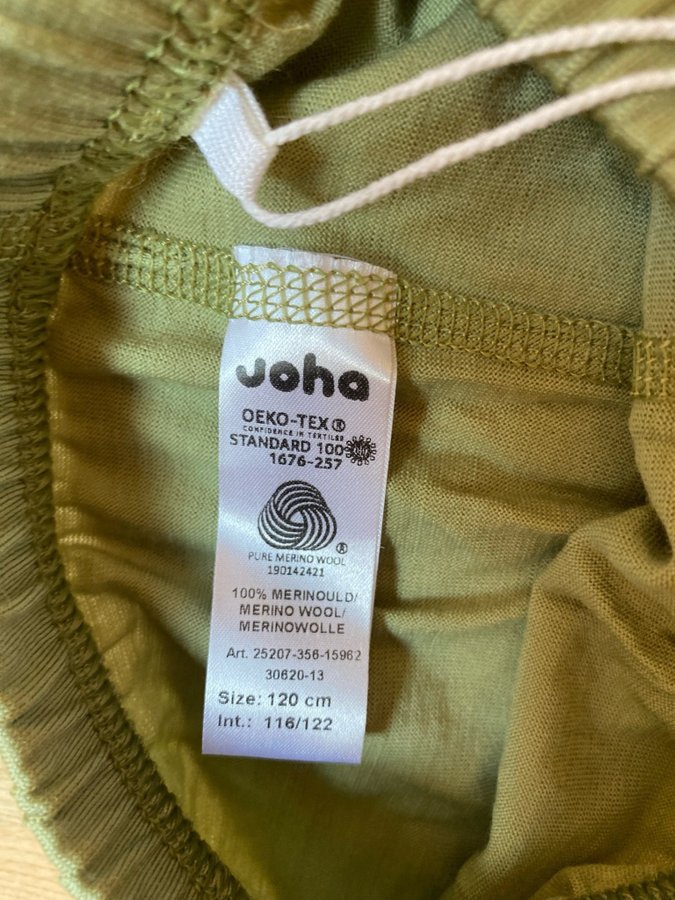 Joha
OEKO-TEX®
CONFIDENCE IN TEXTILES
STANDARD 100
1676-257
®
PURE MERINO WOOL
190142421
100% MERINOULD/
MERINO WOOL/
MERINOWOLLE
Art. 25207-356-15962
30620-13
Size: 120 cm
Int.: 116/122